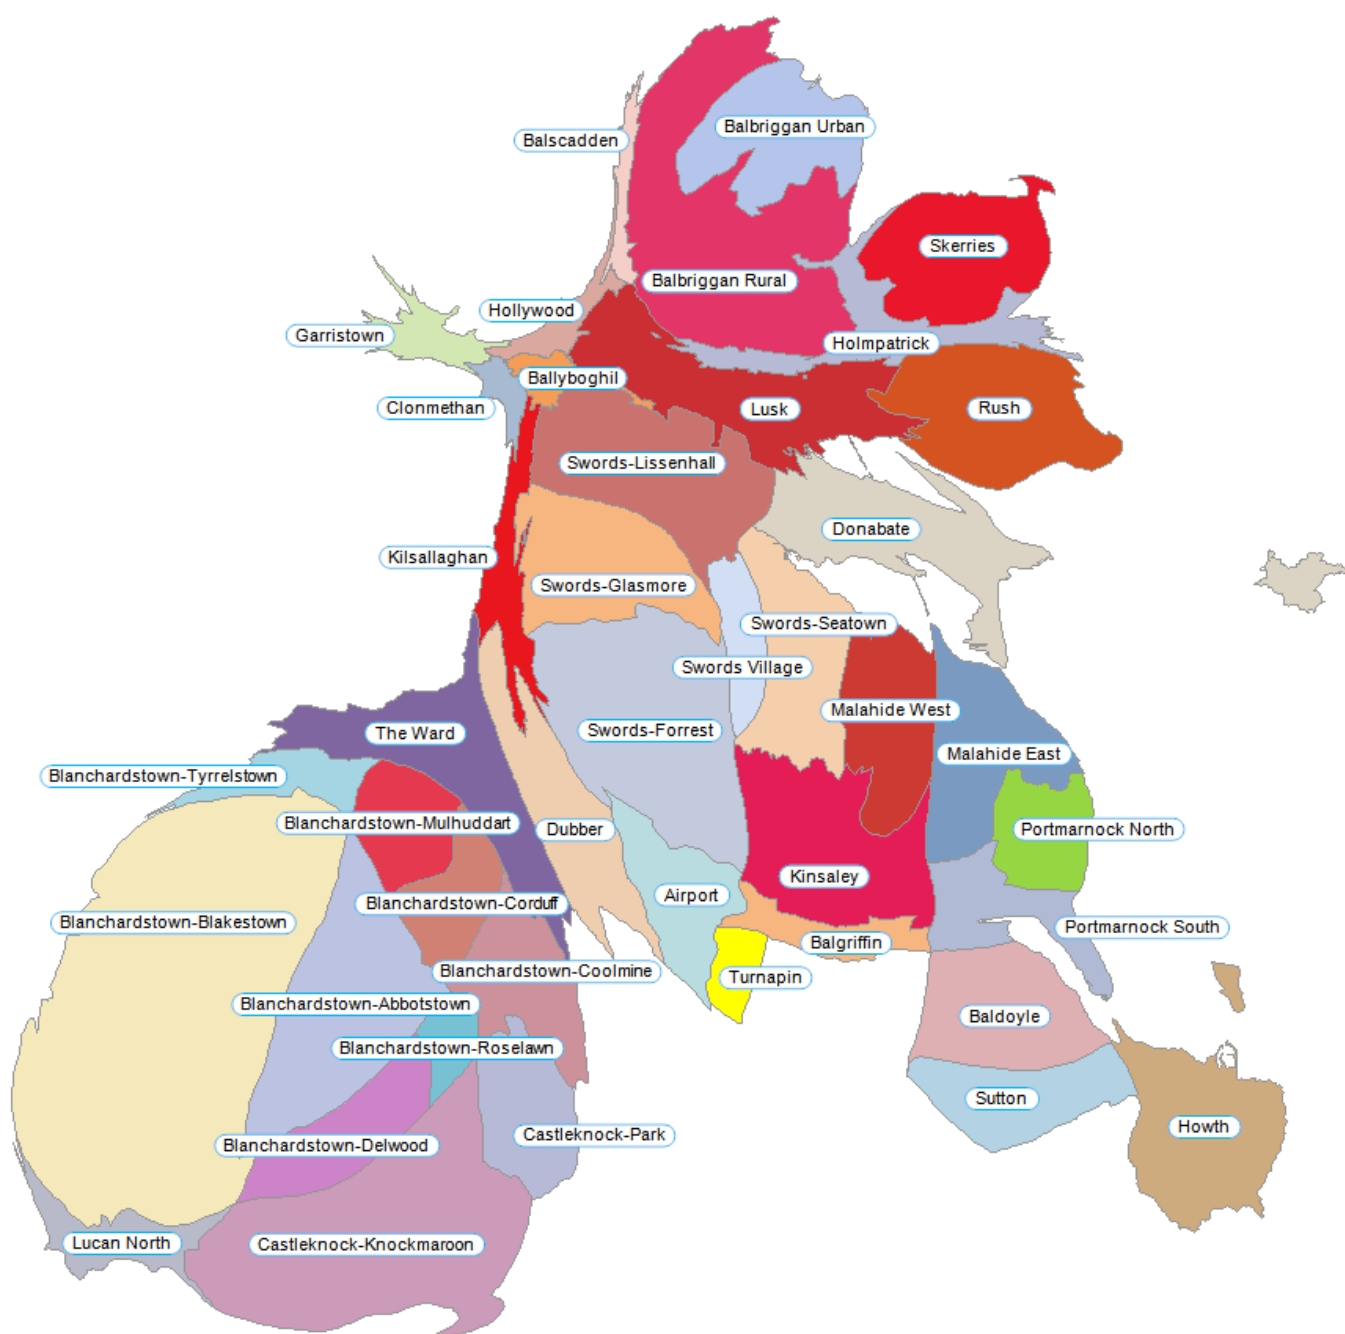 Balbriggan Urban
Balscadden
Skerries
Balbriggan Rural
Hollywood
Garristown
Holmpatrick
Ballyboghil
Clonmethan
Lusk
Rush
Swords-Lissenhall
Donabate
Kilsallaghan
Swords-Glasmore
Swords-Seatown
Swords Village
Malahide West
The Ward
Swords-Forrest
Malahide East
Blanchardstown-Tyrrelstown
Blanchardstown-Mulhuddart
Dubber
Portmarnock North
Kinsaley
Airport
Blanchardstown-Corduff
Blanchardstown-Blakestown
Portmarnock South
Balgriffin
Blanchardstown-Coolmine
Turnapin
Blanchardstown-Abbotstown
Baldoyle
Blanchardstown-Roselawn
Sutton
Howth
Castleknock-Park
Blanchardstown-Delwood
Lucan North
Castleknock-Knockmaroon